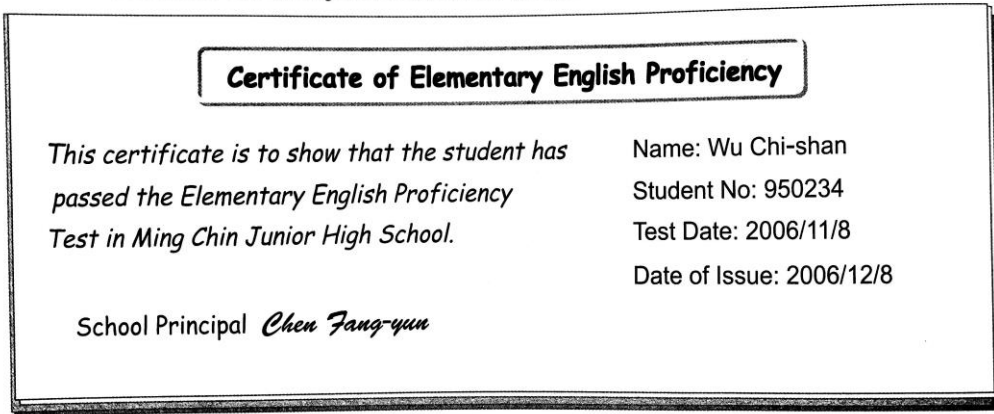 Certificate of Elementary English Proficiency
This certificate is to show that the student has
passed the Elementary English Proficiency
Test in Ming Chin Junior High School.
School Principal Chen Fang-yun
Name: Wu Chi-shan
Student No: 950234
Test Date: 2006/11/8
Date of Issue: 2006/12/8